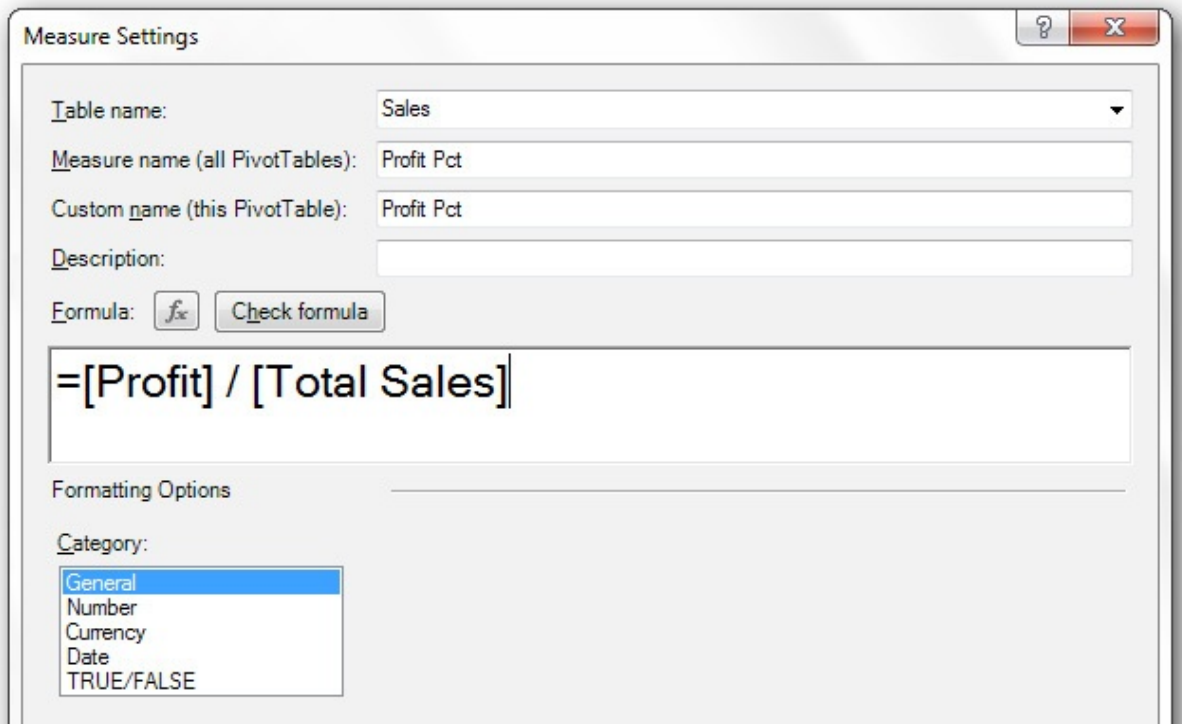 Measure Settings
?
X
Table name: Sales
Measure name (all PivotTables): Profit Pct
Custom name (this PivotTable): Profit Pct
Description:
Formula: fx Check formula
=[Profit] / [Total Sales]
Formatting Options
Category:
General
Number
Currency
Date
TRUE/FALSE